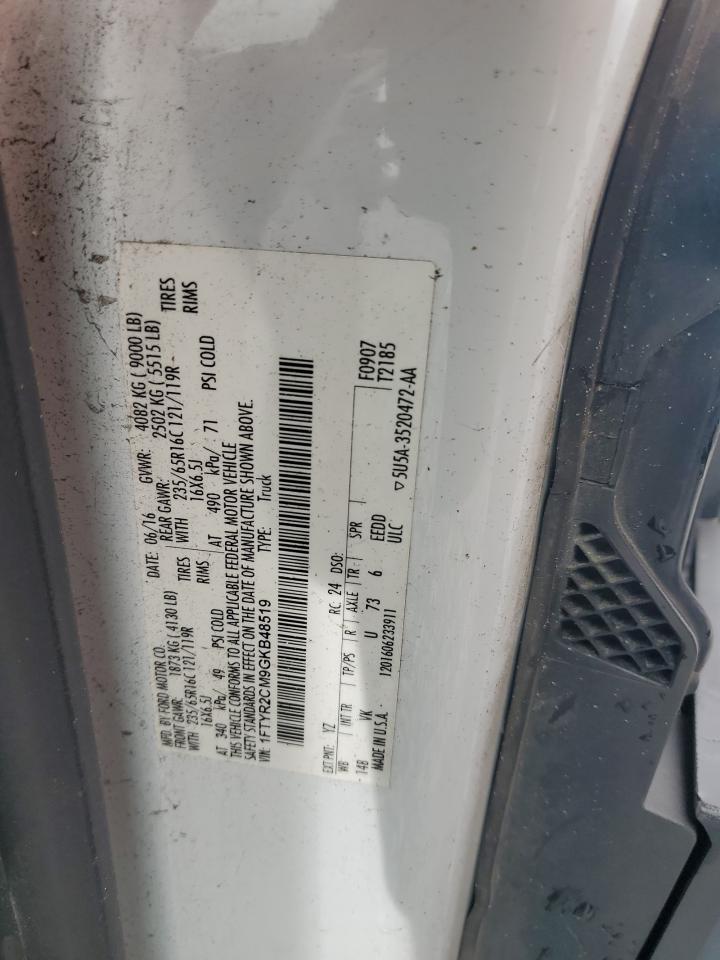 MFD. BY FORD MOTOR CO. DATE: 06/16 GVWR: 4082 KG ( 9000 LB)
FRONT GAWR: 1873 KG ( 4130 LB) REAR GAWR: 2502 KG ( 5515 LB)
WITH 235/65R16C 121/119R TIRES WITH 235/65R16C 121/119R TIRES
16X6.5J RIMS 16X6.5J RIMS
AT 340 kPa/ 49 PSI COLD AT 490 kPa/ 71 PSI COLD
THIS VEHICLE CONFORMS TO ALL APPLICABLE FEDERAL MOTOR VEHICLE
SAFETY STANDARDS IN EFFECT ON THE DATE OF MANUFACTURE SHOWN ABOVE.
VIN: 1FTYR2CM9GKB48519 TYPE: Truck
EXT PNT: YZ RC: 24 DSO:
WB INT TR TP/PS R AXLE TR SPR F0907
148 VK U 73 6 EEDD T2185
MADE IN U.S.A. 1201606233911 ULC ▽5U5A-3520472-AA